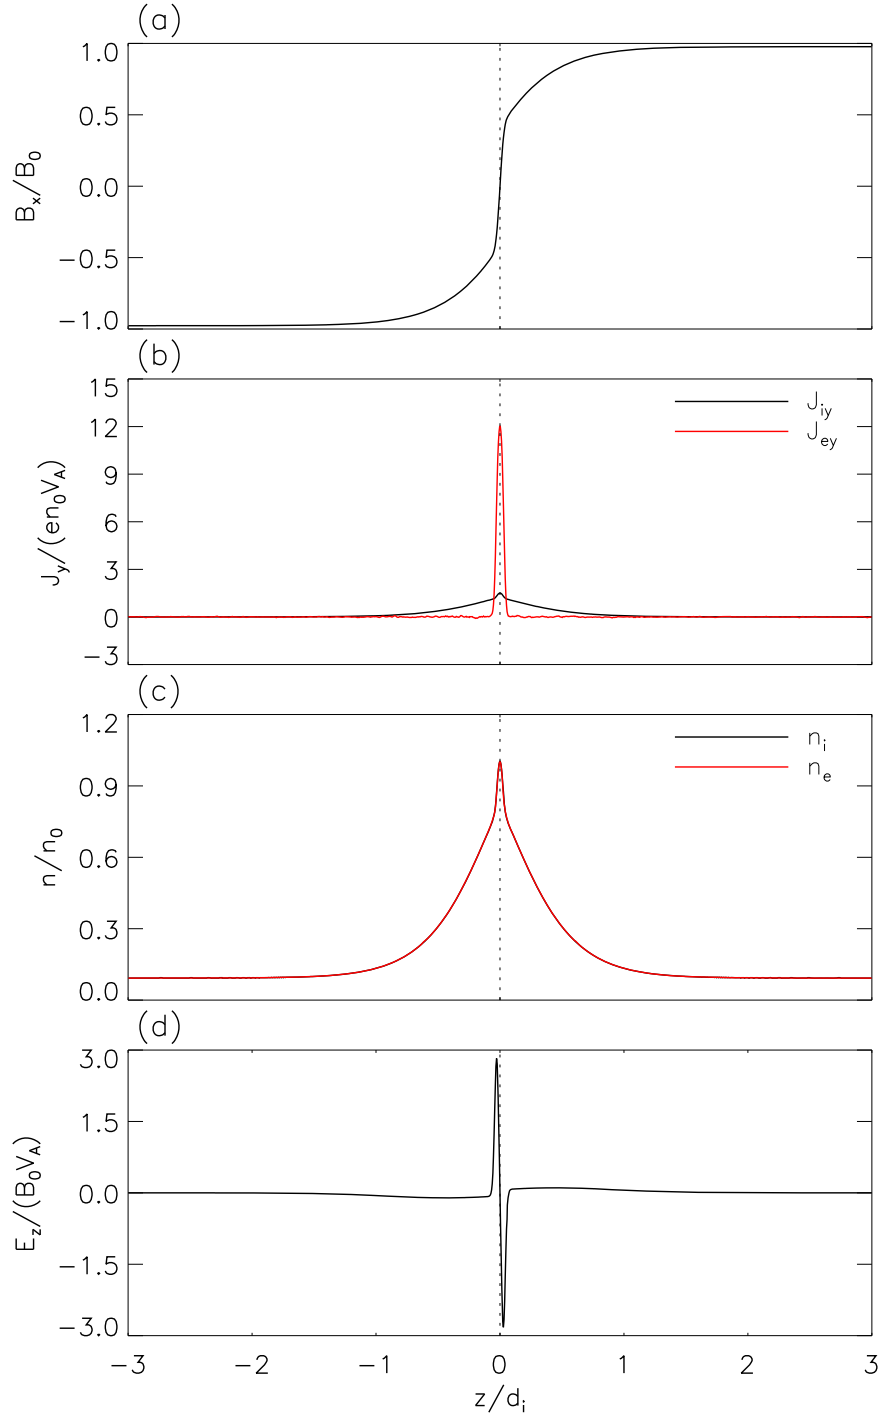 (a)
1.0
0.5
0.0
−0.5
−1.0
B_x/B_0
(b)
15
12
9
6
3
0
−3
J_y/(en_0V_A)
J_iy
J_ey
(c)
1.2
0.9
0.6
0.3
0.0
n/n_0
n_i
n_e
(d)
3.0
1.5
0.0
−1.5
−3.0
E_z/(B_0V_A)
−3 −2 −1 0 1 2 3
z/d_i